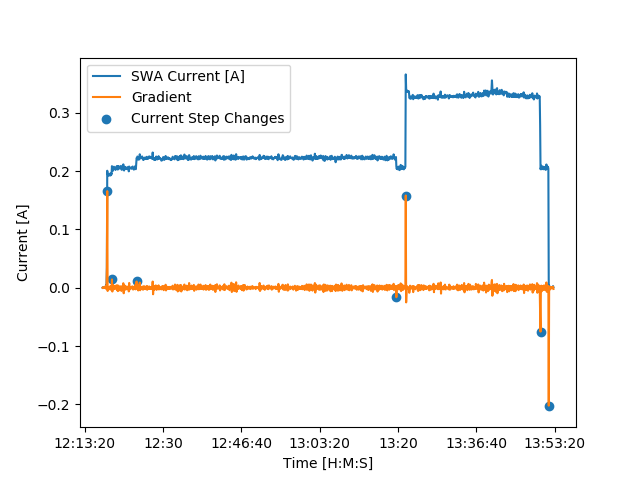 SWA Current [A]
Gradient
Current Step Changes
Current [A]
0.3
0.2
0.1
0.0
−0.1
−0.2
12:13:20 12:30 12:46:40 13:03:20 13:20 13:36:40 13:53:20
Time [H:M:S]